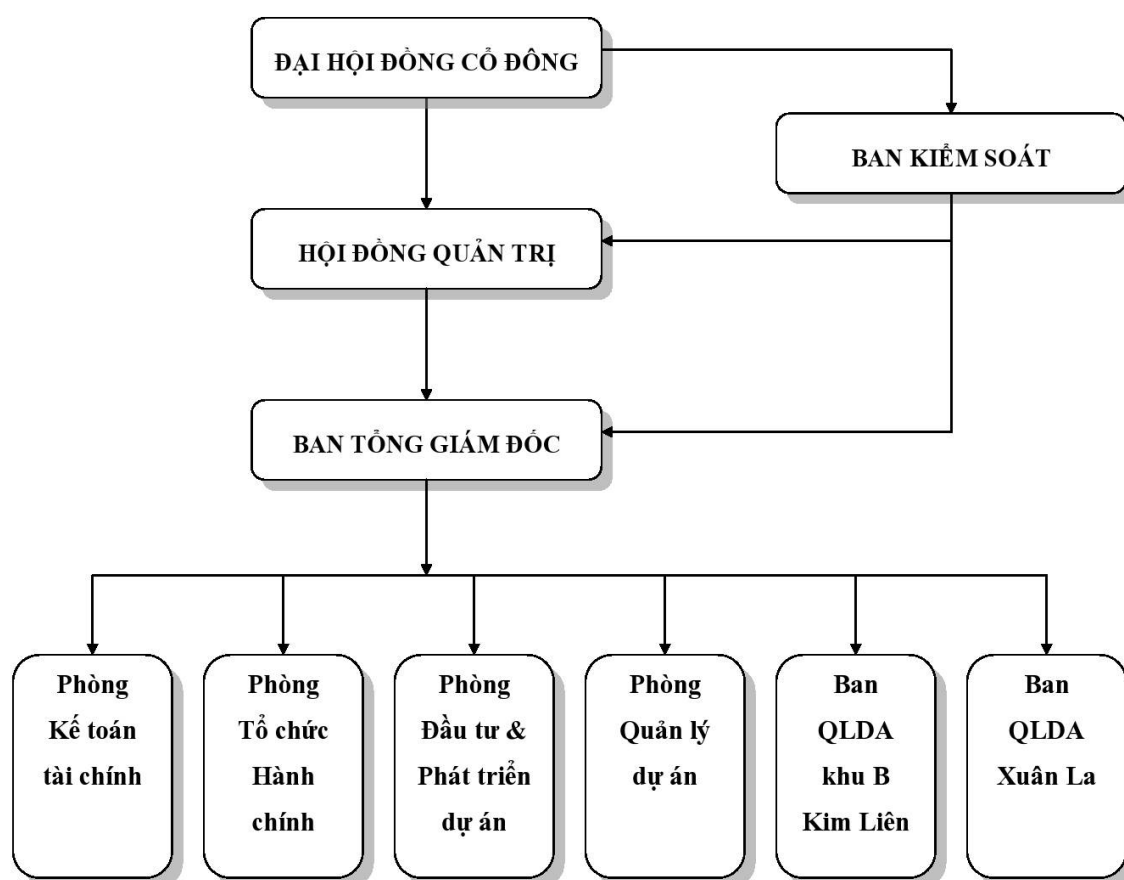 ĐẠI HỘI ĐỒNG CỔ ĐÔNG
BAN KIỂM SOÁT
HỘI ĐỒNG QUẢN TRỊ
BAN TỔNG GIÁM ĐỐC
Phòng
Kế toán
tài chính
Phòng
Tổ chức
Hành
chính
Phòng
Đầu tư &
Phát triển
dự án
Phòng
Quản lý
dự án
Ban
QLDA
khu B
Kim Liên
Ban
QLDA
Xuân La